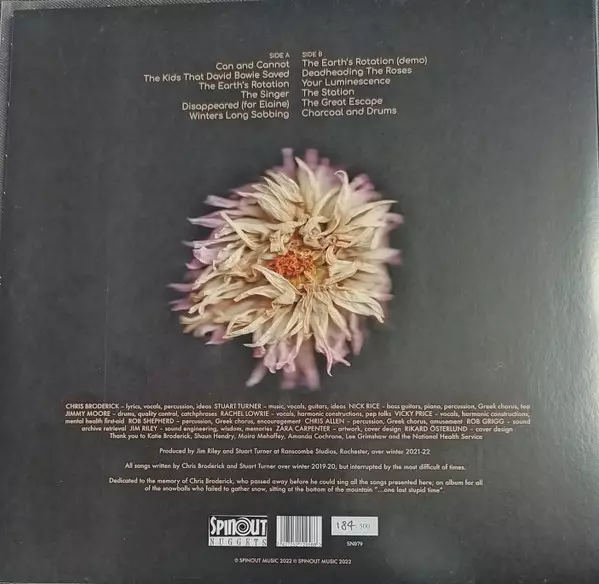 SIDE A
Can and Cannot
The Kids That David Bowie Saved
The Earth's Rotation
The Singer
Disappeared (for Elaine)
Winters Long Sobbing
SIDE B
The Earth's Rotation (demo)
Deadheading The Roses
Your Luminescence
The Station
The Great Escape
Charcoal and Drums
CHRIS BRODERICK – lyrics, vocals, percussion, ideas STUART TURNER – music, vocals, guitars, ideas NICK RICE – bass guitars, piano, percussion, Greek chorus, tea
JIMMY MOORE – drums, quality control, catchphrases RACHEL LOWRIE – vocals, harmonic constructions, pep talks VICKY PRICE – vocals, harmonic constructions,
mental health first-aid ROB SHEPHERD – percussion, Greek chorus, encouragement CHRIS ALLEN – percussion, Greek chorus, amusement ROB GRIGG – sound
archive retrieval JIM RILEY – sound engineering, wisdom, memories ZARA CARPENTER – artwork, cover design RIKARD ÖSTERLUND – cover design
Thank you to Katie Broderick, Shaun Hendry, Moira Mehaffey, Amanda Cochrane, Lee Grimshaw and the National Health Service
Produced by Jim Riley and Stuart Turner at Ranscombe Studios, Rochester, over winter 2021-22
All songs written by Chris Broderick and Stuart Turner over winter 2019-20, but interrupted by the most difficult of times.
Dedicated to the memory of Chris Broderick, who passed away before he could sing all the songs presented here; an album for all
of the snowballs who failed to gather snow, sitting at the bottom of the mountain "...one last stupid time".
SPINOUT
NUGGETS
184 500
SN079
℗ SPINOUT MUSIC 2022 © SPINOUT MUSIC 2022